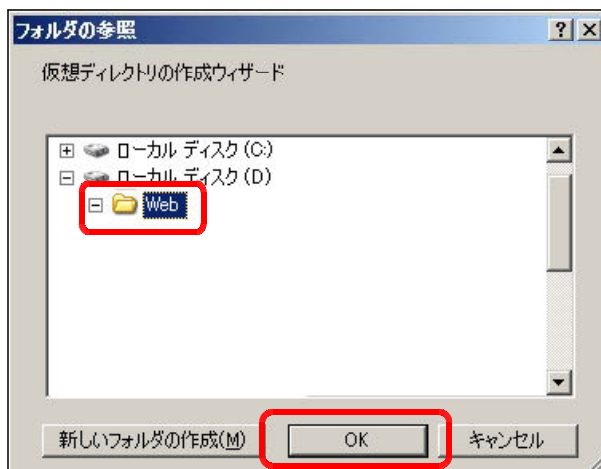 フォルダの参照
仮想ディレクトリの作成ウィザード
ローカル ディスク (C:)
ローカル ディスク (D)
Web
新しいフォルダの作成(M) OK キャンセル